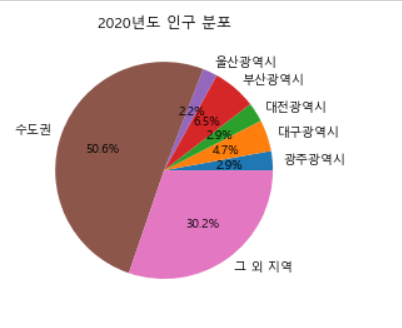 2020년도 인구 분포
울산광역시
부산광역시
대전광역시
대구광역시
광주광역시
수도권
그 외 지역
2.2%
6.5%
2.9%
4.7%
2.9%
50.6%
30.2%